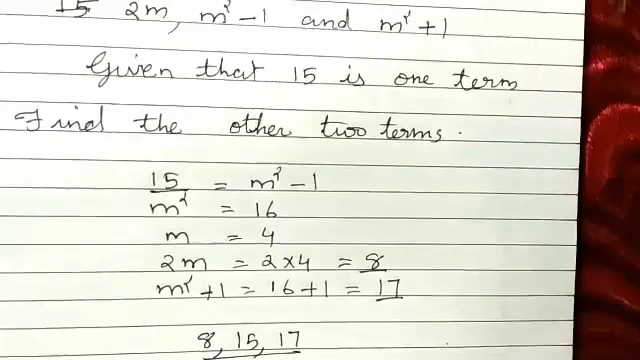 15 2m, m² - 1 and m² + 1
Given that 15 is one term
Find the other two terms.
15 = m² - 1
m² = 16
m = 4
2m = 2×4 = 8
m² + 1 = 16 + 1 = 17
8, 15, 17